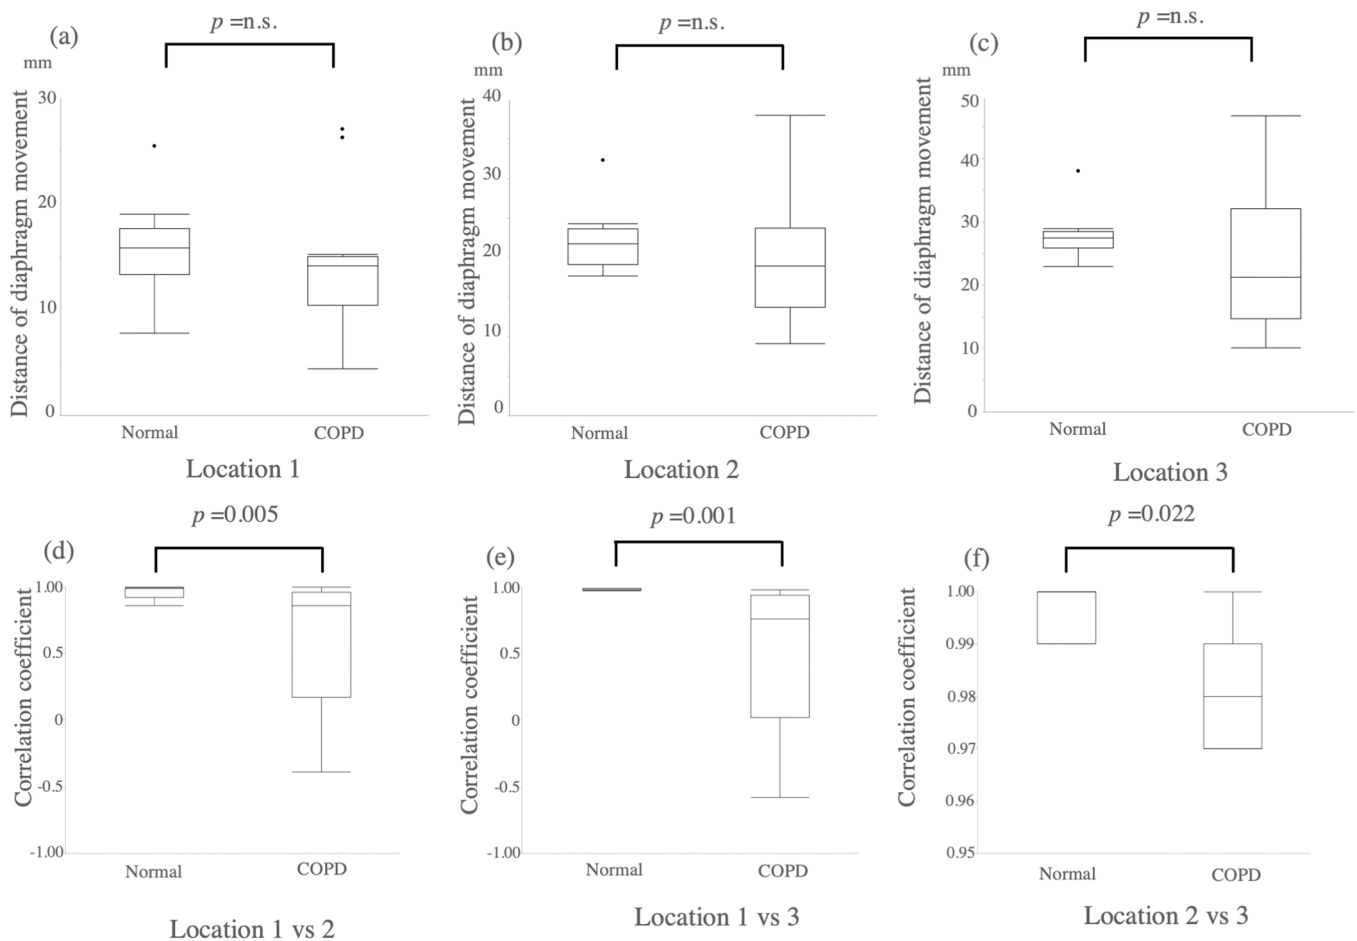 (a)
p =n.s.
mm
Distance of diaphragm movement
30
20
10
0
Normal
COPD
Location 1
(b)
p =n.s.
mm
Distance of diaphragm movement
40
30
20
10
0
Normal
COPD
Location 2
(c)
p =n.s.
mm
Distance of diaphragm movement
50
40
30
20
10
0
Normal
COPD
Location 3
(d)
p =0.005
Correlation coefficient
1.00
0.5
0
-0.5
-1.00
Normal
COPD
Location 1 vs 2
(e)
p =0.001
Correlation coefficient
1.00
0.5
0
-0.5
-1.00
Normal
COPD
Location 1 vs 3
(f)
p =0.022
Correlation coefficient
1.00
0.99
0.98
0.97
0.96
0.95
Normal
COPD
Location 2 vs 3